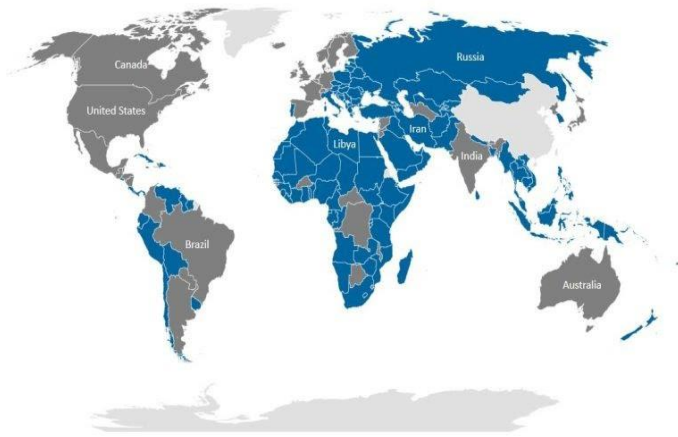 Russia
Canada
United States
Iran
Libya
India
Brazil
Australia